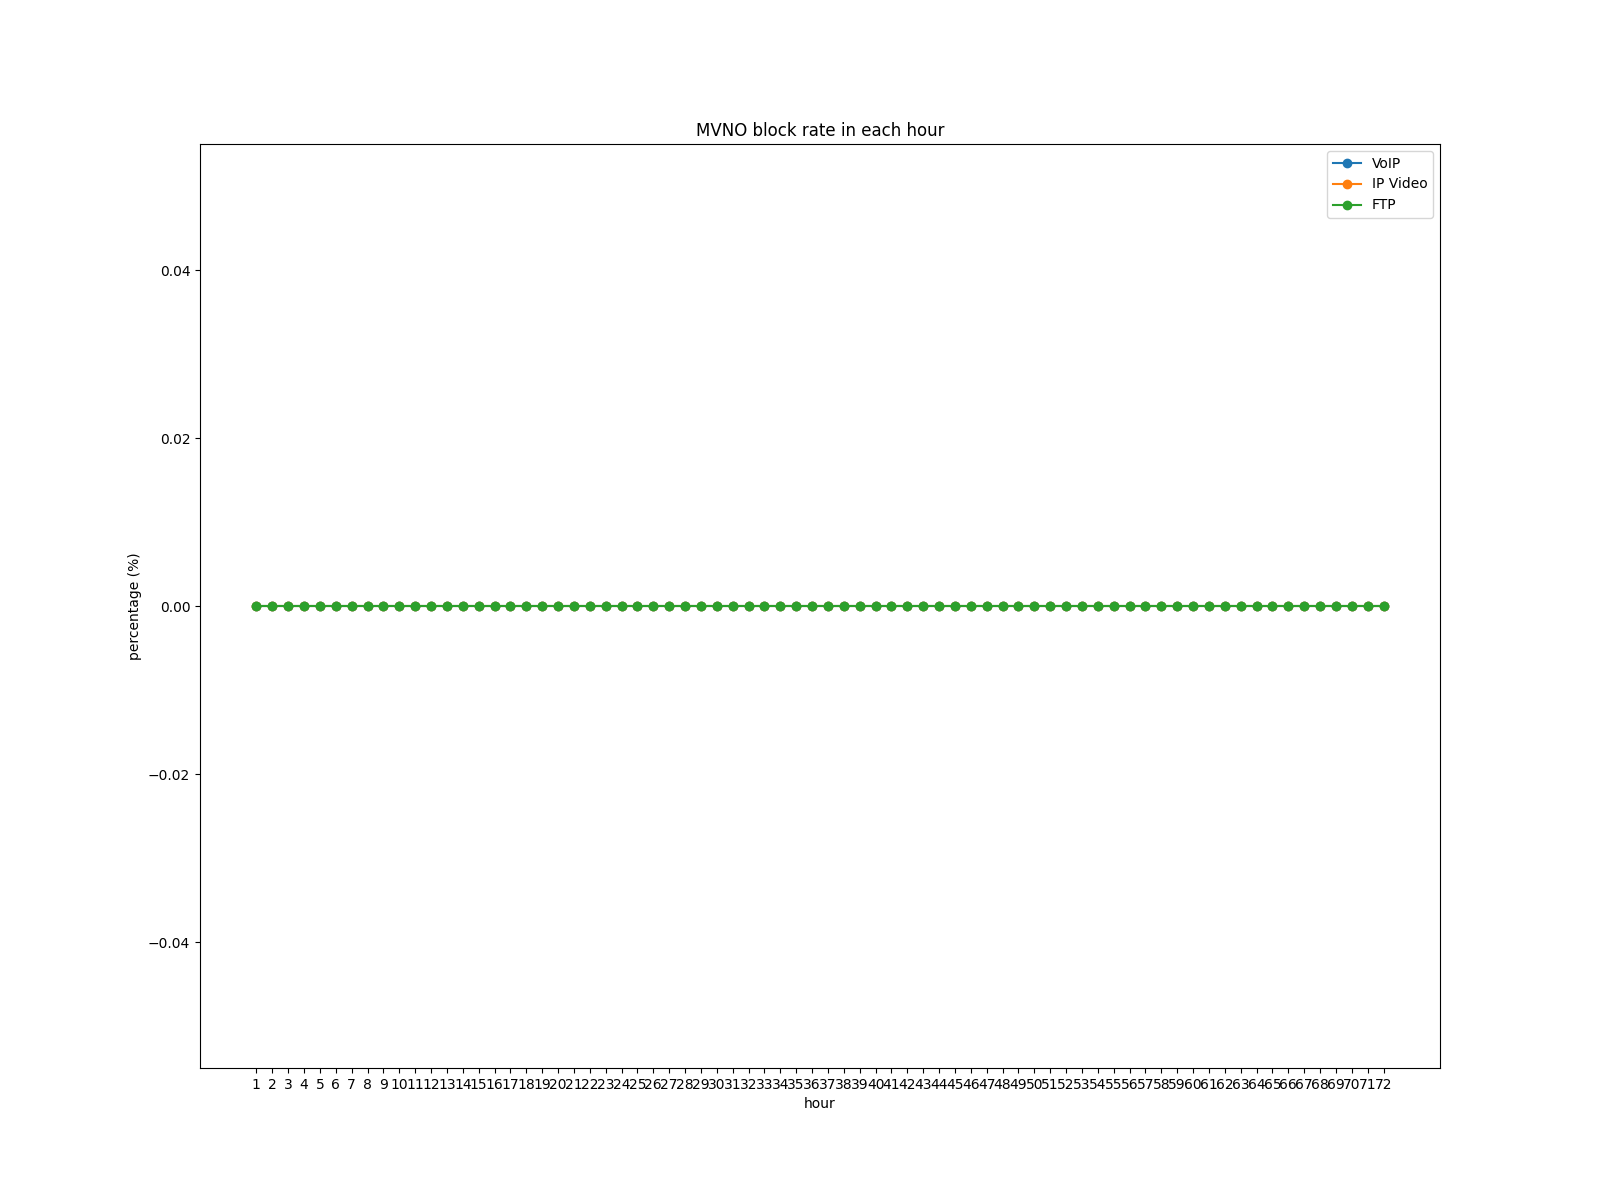 MVNO block rate in each hour
VoIP
IP Video
FTP
0.04
0.02
0.00
−0.02
−0.04
percentage (%)
1 2 3 4 5 6 7 8 9 10 11 12 13 14 15 16 17 18 19 20 21 22 23 24 25 26 27 28 29 30 31 32 33 34 35 36 37 38 39 40 41 42 43 44 45 46 47 48 49 50 51 52 53 54 55 56 57 58 59 60 61 62 63 64 65 66 67 68 69 70 71 72
hour